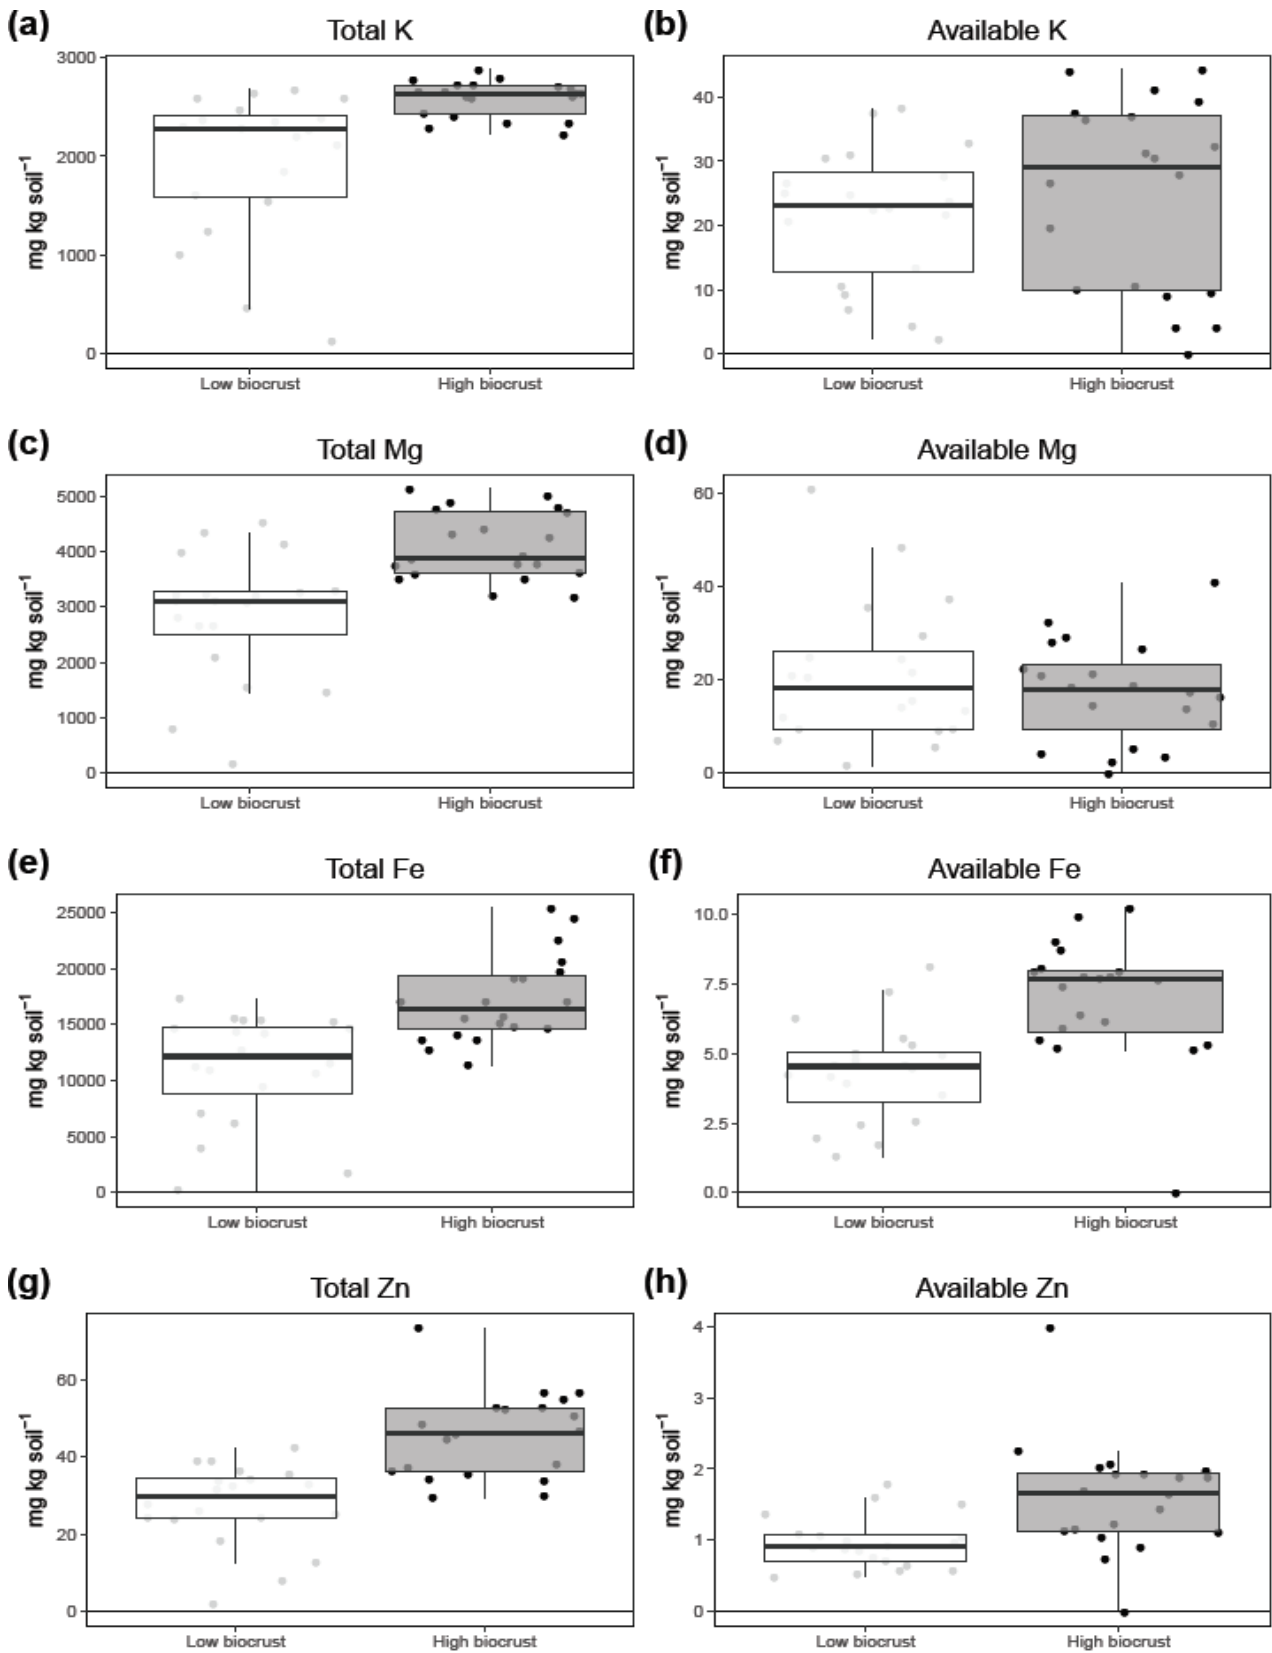 (a) Total K
(b) Available K
3000
2000
1000
0
mg kg soil⁻¹
Low biocrust High biocrust
40
30
20
10
0
mg kg soil⁻¹
Low biocrust High biocrust
(c) Total Mg
(d) Available Mg
5000
4000
3000
2000
1000
0
mg kg soil⁻¹
Low biocrust High biocrust
60
40
20
0
mg kg soil⁻¹
Low biocrust High biocrust
(e) Total Fe
(f) Available Fe
25000
20000
15000
10000
5000
0
mg kg soil⁻¹
Low biocrust High biocrust
10.0
7.5
5.0
2.5
0.0
mg kg soil⁻¹
Low biocrust High biocrust
(g) Total Zn
(h) Available Zn
60
40
20
0
mg kg soil⁻¹
Low biocrust High biocrust
4
3
2
1
0
mg kg soil⁻¹
Low biocrust High biocrust